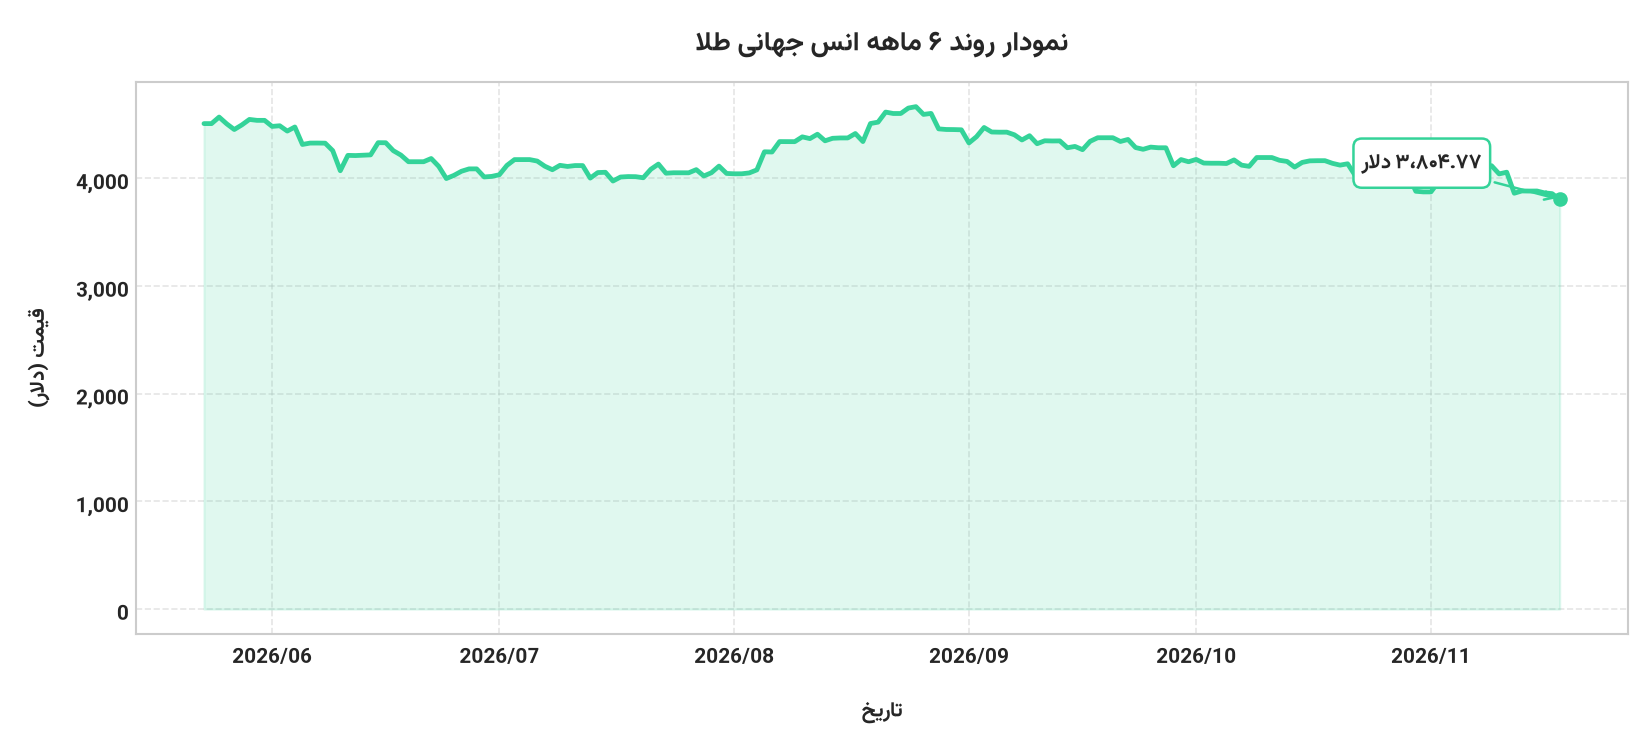 نمودار روند ۶ ماهه انس جهانی طلا
۳،۸۰۴.۷۷ دلار
قیمت (دلار)
4,000
3,000
2,000
1,000
0
2026/06
2026/07
2026/08
2026/09
2026/10
2026/11
تاریخ